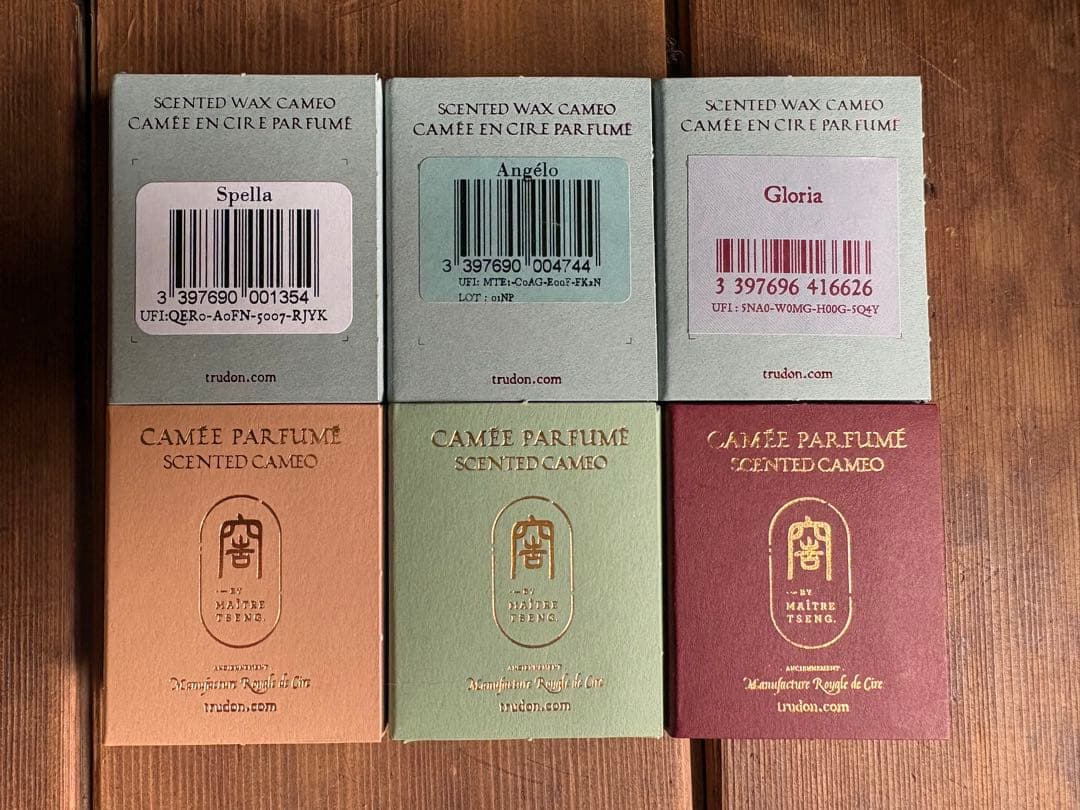 SCENTED WAX CAMEO
CAMÉE EN CIRE PARFUMÉ
Spella
3 397690 001354
UFI:QER0-A0FN-5007-RJYK
trudon.com
SCENTED WAX CAMEO
CAMÉE EN CIRE PARFUMÉ
Angélo
3 397690 004744
UFI: MTE1-C0AG-E00F-FK2N
LOT : 01NP
trudon.com
SCENTED WAX CAMEO
CAMÉE EN CIRE PARFUMÉ
Gloria
3 397696 416626
UFI : 5NA0-W0MG-H00G-5Q4Y
trudon.com
CAMÉE PARFUMÉ
SCENTED CAMEO
BY
MAÎTRE
TSENG.
ANCIENNEMENT
Manufacture Royale de Cire
trudon.com
CAMÉE PARFUMÉ
SCENTED CAMEO
BY
MAÎTRE
TSENG.
ANCIENNEMENT
Manufacture Royale de Cire
trudon.com
CAMÉE PARFUMÉ
SCENTED CAMEO
BY
MAÎTRE
TSENG.
ANCIENNEMENT
Manufacture Royale de Cire
trudon.com